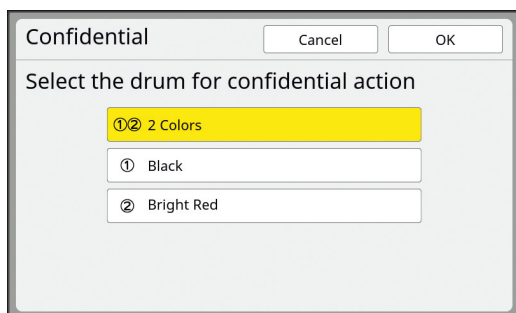 Confidential Cancel OK
Select the drum for confidential action
①② 2 Colors
① Black
② Bright Red